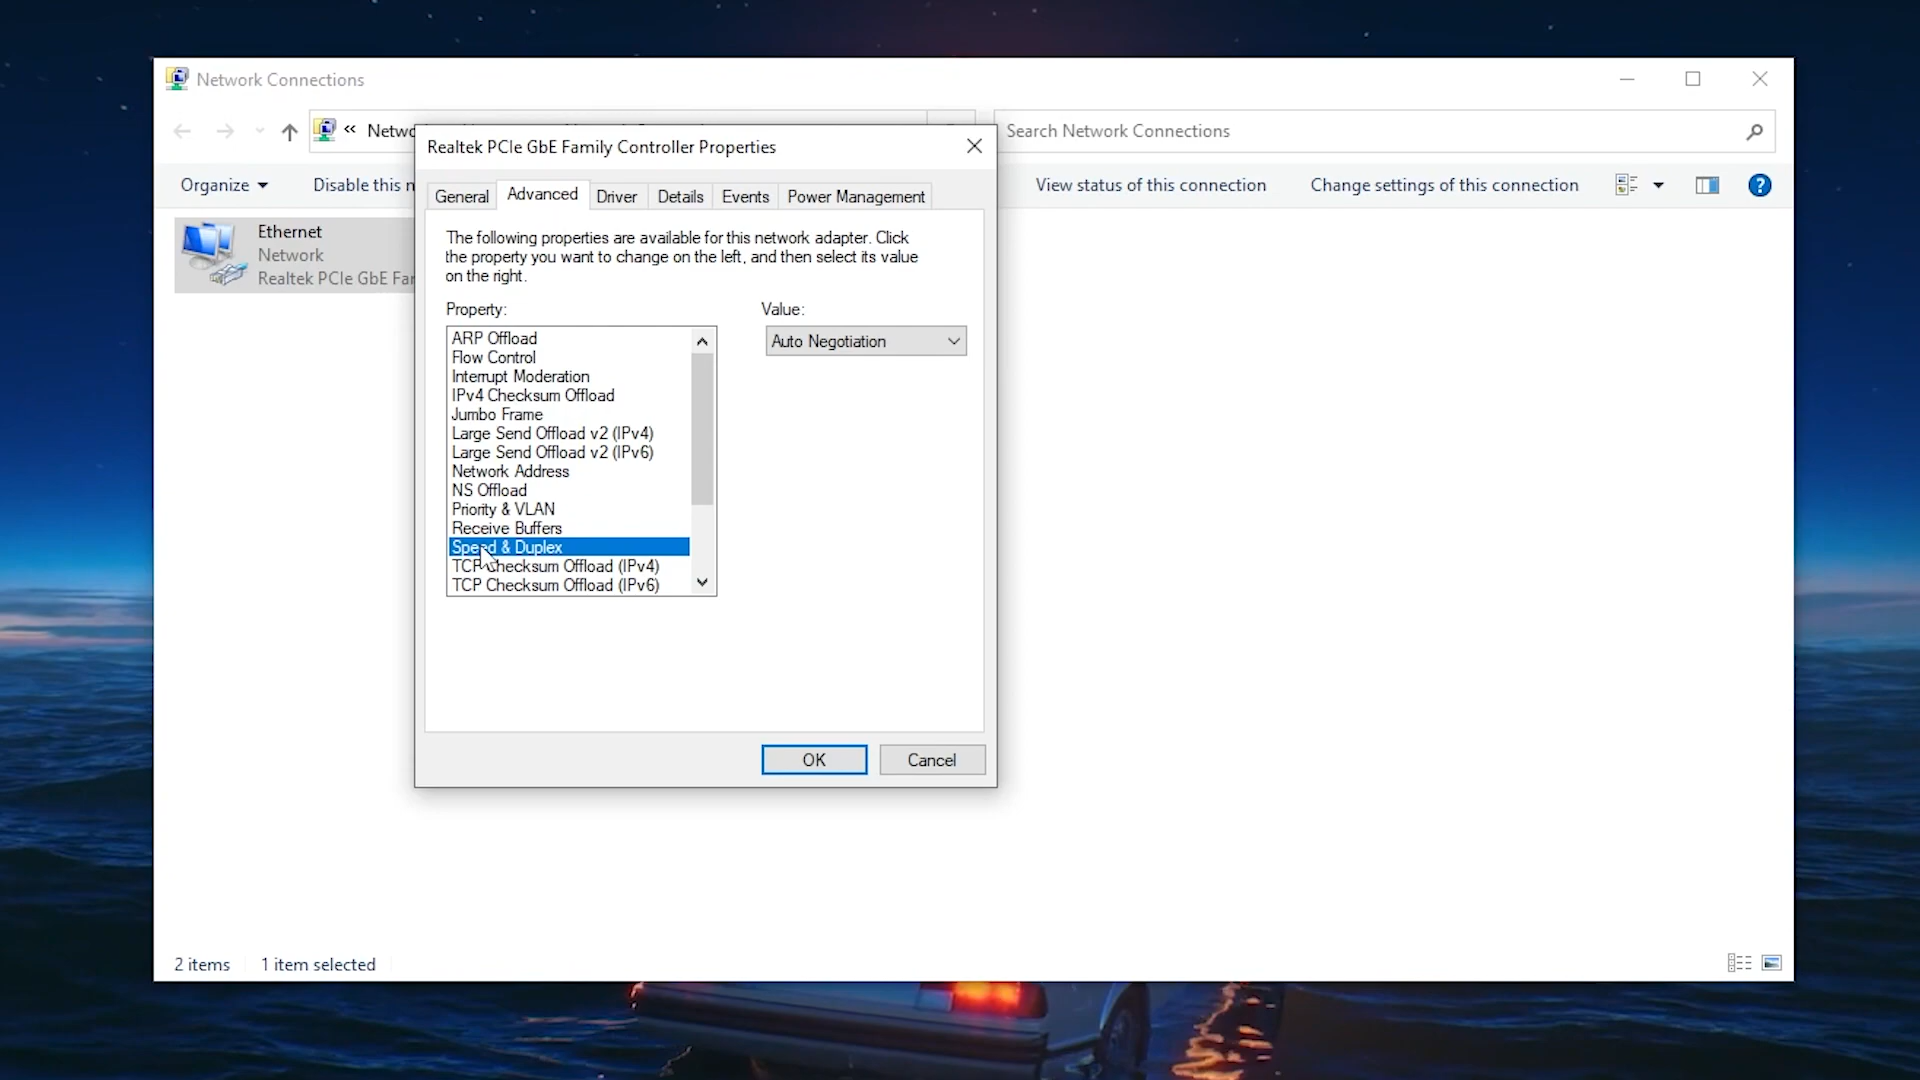 Network Connections
« Netwo
Search Network Connections
Realtek PCIe GbE Family Controller Properties
Organize
Disable this n
View status of this connection
Change settings of this connection
General
Advanced
Driver
Details
Events
Power Management
Ethernet
Network
Realtek PCIe GbE Fa
The following properties are available for this network adapter. Click
the property you want to change on the left, and then select its value
on the right.
Property:
Value:
ARP Offload
Flow Control
Interrupt Moderation
IPv4 Checksum Offload
Jumbo Frame
Large Send Offload v2 (IPv4)
Large Send Offload v2 (IPv6)
Network Address
NS Offload
Priority & VLAN
Receive Buffers
Speed & Duplex
TCP Checksum Offload (IPv4)
TCP Checksum Offload (IPv6)
Auto Negotiation
OK
Cancel
2 items
1 item selected